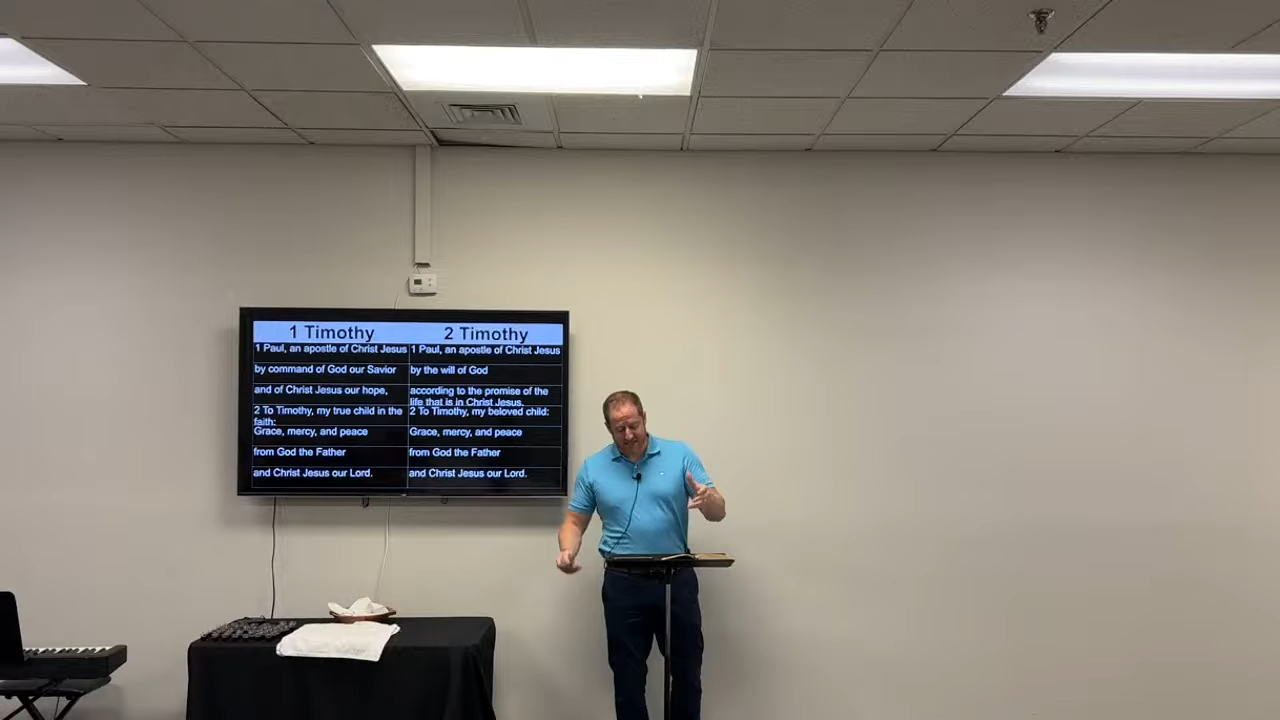 1 Timothy
2 Timothy
1 Paul, an apostle of Christ Jesus
1 Paul, an apostle of Christ Jesus
by command of God our Savior
by the will of God
and of Christ Jesus our hope,
according to the promise of the
life that is in Christ Jesus,
2 To Timothy, my true child in the
faith:
2 To Timothy, my beloved child:
Grace, mercy, and peace
Grace, mercy, and peace
from God the Father
from God the Father
and Christ Jesus our Lord.
and Christ Jesus our Lord.